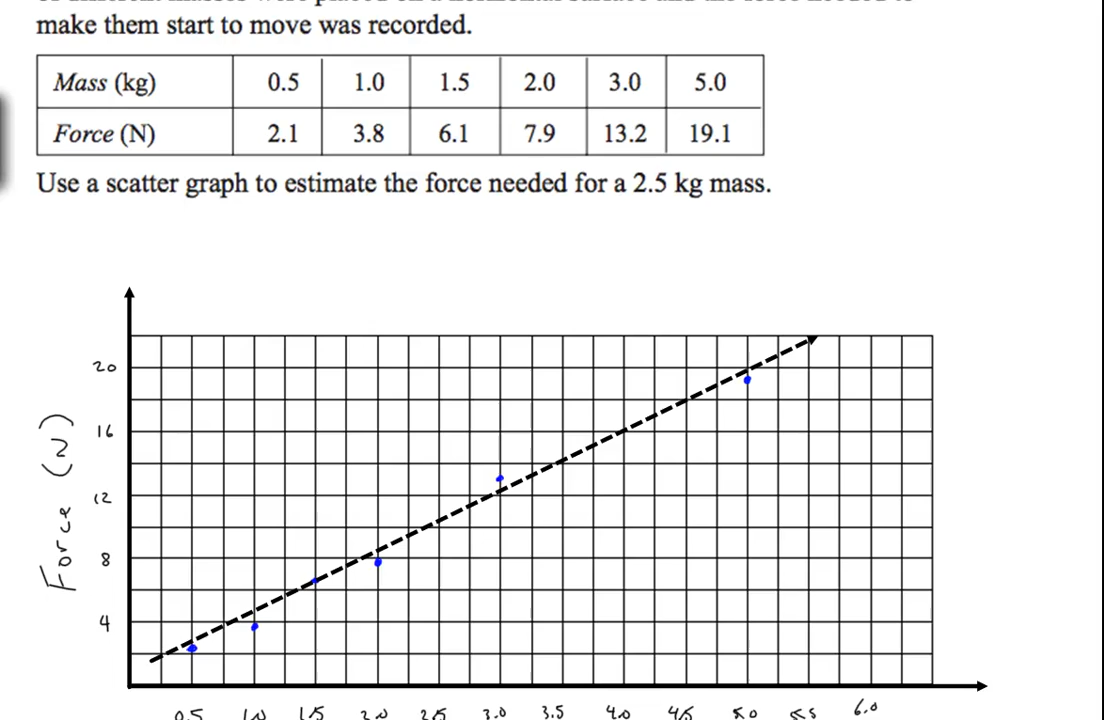 make them start to move was recorded.
Mass (kg) 0.5 1.0 1.5 2.0 3.0 5.0
Force (N) 2.1 3.8 6.1 7.9 13.2 19.1
Use a scatter graph to estimate the force needed for a 2.5 kg mass.
20
16
12
8
4
Force (N)
0.5 1.0 1.5 2.0 2.5 3.0 3.5 4.0 4.5 5.0 5.5 6.0